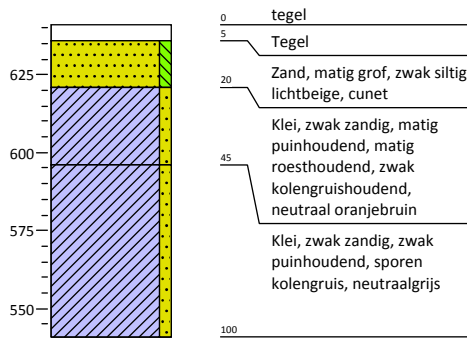 0 tegel
5 Tegel
20 Zand, matig grof, zwak siltig
lichtbeige, cunet
Klei, zwak zandig, matig
puinhoudend, matig
roesthoudend, zwak
45 kolengruishoudend,
neutraal oranjebruin
Klei, zwak zandig, zwak
puinhoudend, sporen
kolengruis, neutraalgrijs
100
625
600
575
550